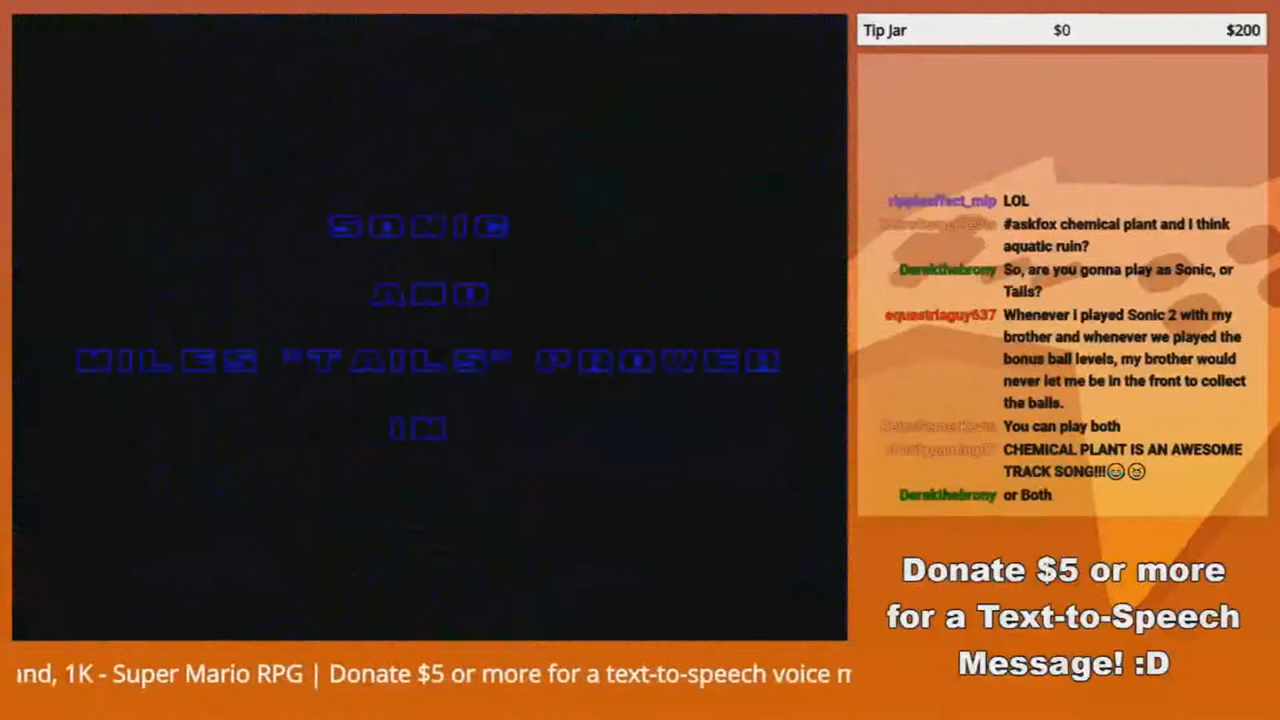 SONIC
AND
MILES "TAILS" PROWER
IN
Tip Jar $0 $200
rippleeffect_mlp LOL
#askfox chemical plant and I think
aquatic ruin?
Derekthebrony So, are you gonna play as Sonic, or
Tails?
equestriaguy637 Whenever I played Sonic 2 with my
brother and whenever we played the
bonus ball levels, my brother would
never let me be in the front to collect
the balls.
You can play both
CHEMICAL PLANT IS AN AWESOME
TRACK SONG!!!😂😆
Derekthebrony or Both
Donate $5 or more
for a Text-to-Speech
Message! :D
und, 1K - Super Mario RPG | Donate $5 or more for a text-to-speech voice m